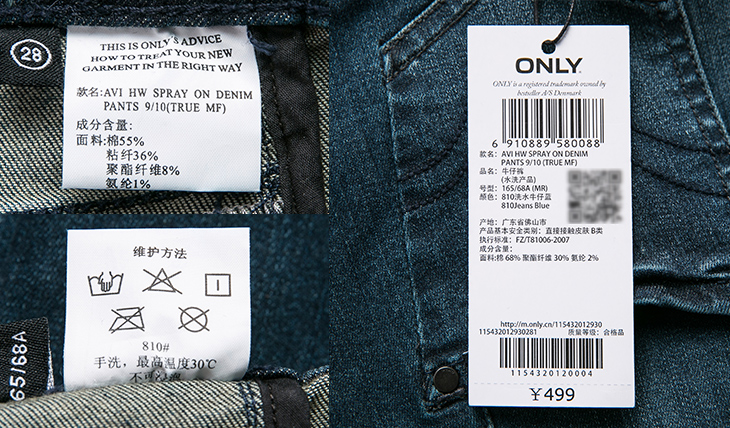 28
THIS IS ONLY'S ADVICE
HOW TO TREAT YOUR NEW
GARMENT IN THE RIGHT WAY
款名:AVI HW SPRAY ON DENIM
PANTS 9/10(TRUE MF)
成分含量:
面料:棉55%
粘纤36%
聚酯纤维8%
氨纶1%
维护方法
810#
手洗，最高温度30℃
不可
65/68A
ONLY
ONLY is a registered trademark owned by
bestseller A/S Denmark
6 910889 580088
款名: AVI HW SPRAY ON DENIM
PANTS 9/10 (TRUE MF)
品名: 牛仔裤
(水洗产品)
号型: 165/68A (MR)
颜色: 810洗水牛仔蓝
810Jeans Blue
产地: 广东省佛山市
产品基本安全类别: 直接接触皮肤 B类
执行标准: FZ/T81006-2007
成分含量:
面料:棉 68% 聚酯纤维 30% 氨纶 2%
http://m.only.cn/115432012930
115432012930281 质量等级: 合格品
1154320120004
￥499